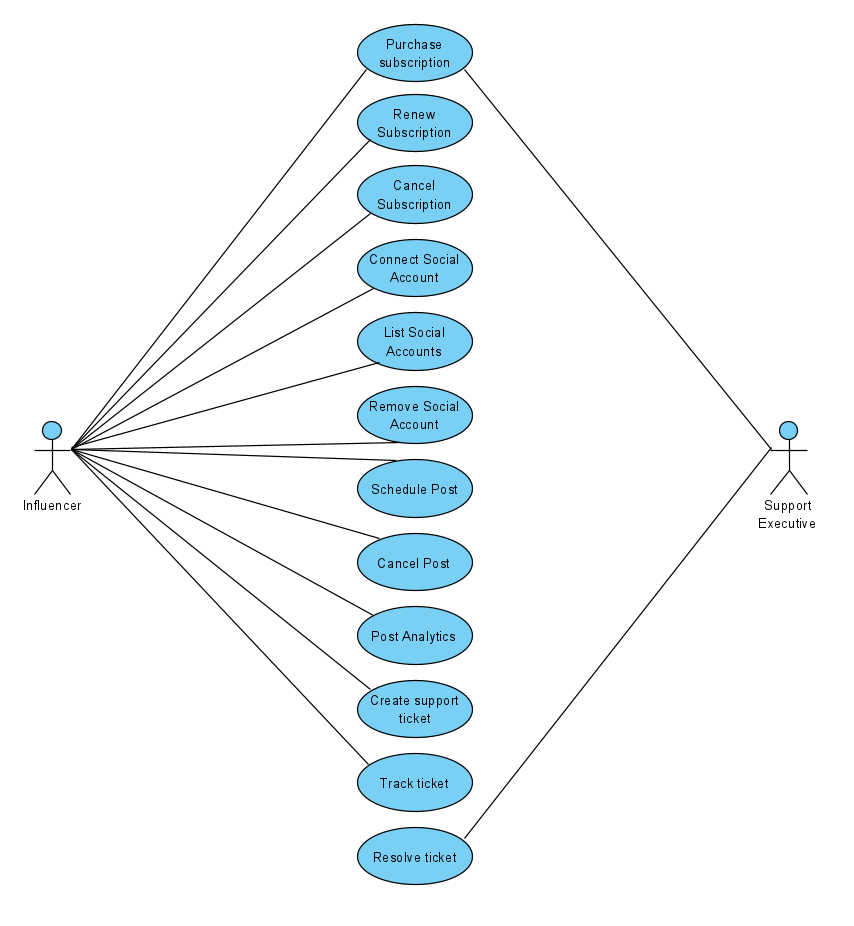 Purchase
subscription
Renew
Subscription
Cancel
Subscription
Connect Social
Account
List Social
Accounts
Remove Social
Account
Schedule Post
Influencer
Support
Executive
Cancel Post
Post Analytics
Create support
ticket
Track ticket
Resolve ticket